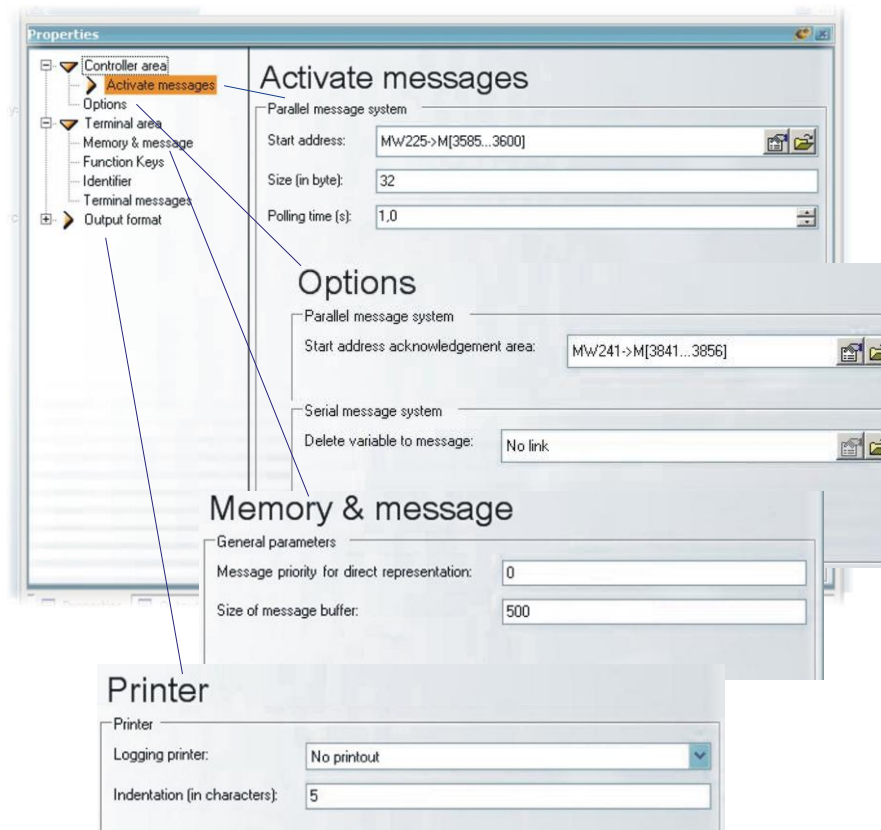 Properties
Controller area
Activate messages
Options
Terminal area
Memory & message
Function Keys
Identifier
Terminal messages
Output format
Activate messages
Parallel message system
Start address: MW225->M[3585...3600]
Size (in byte): 32
Polling time (s): 1,0
Options
Parallel message system
Start address acknowledgement area: MW241->M[3841...3856]
Serial message system
Delete variable to message: No link
Memory & message
General parameters
Message priority for direct representation: 0
Size of message buffer: 500
Printer
Printer
Logging printer: No printout
Indentation (in characters): 5